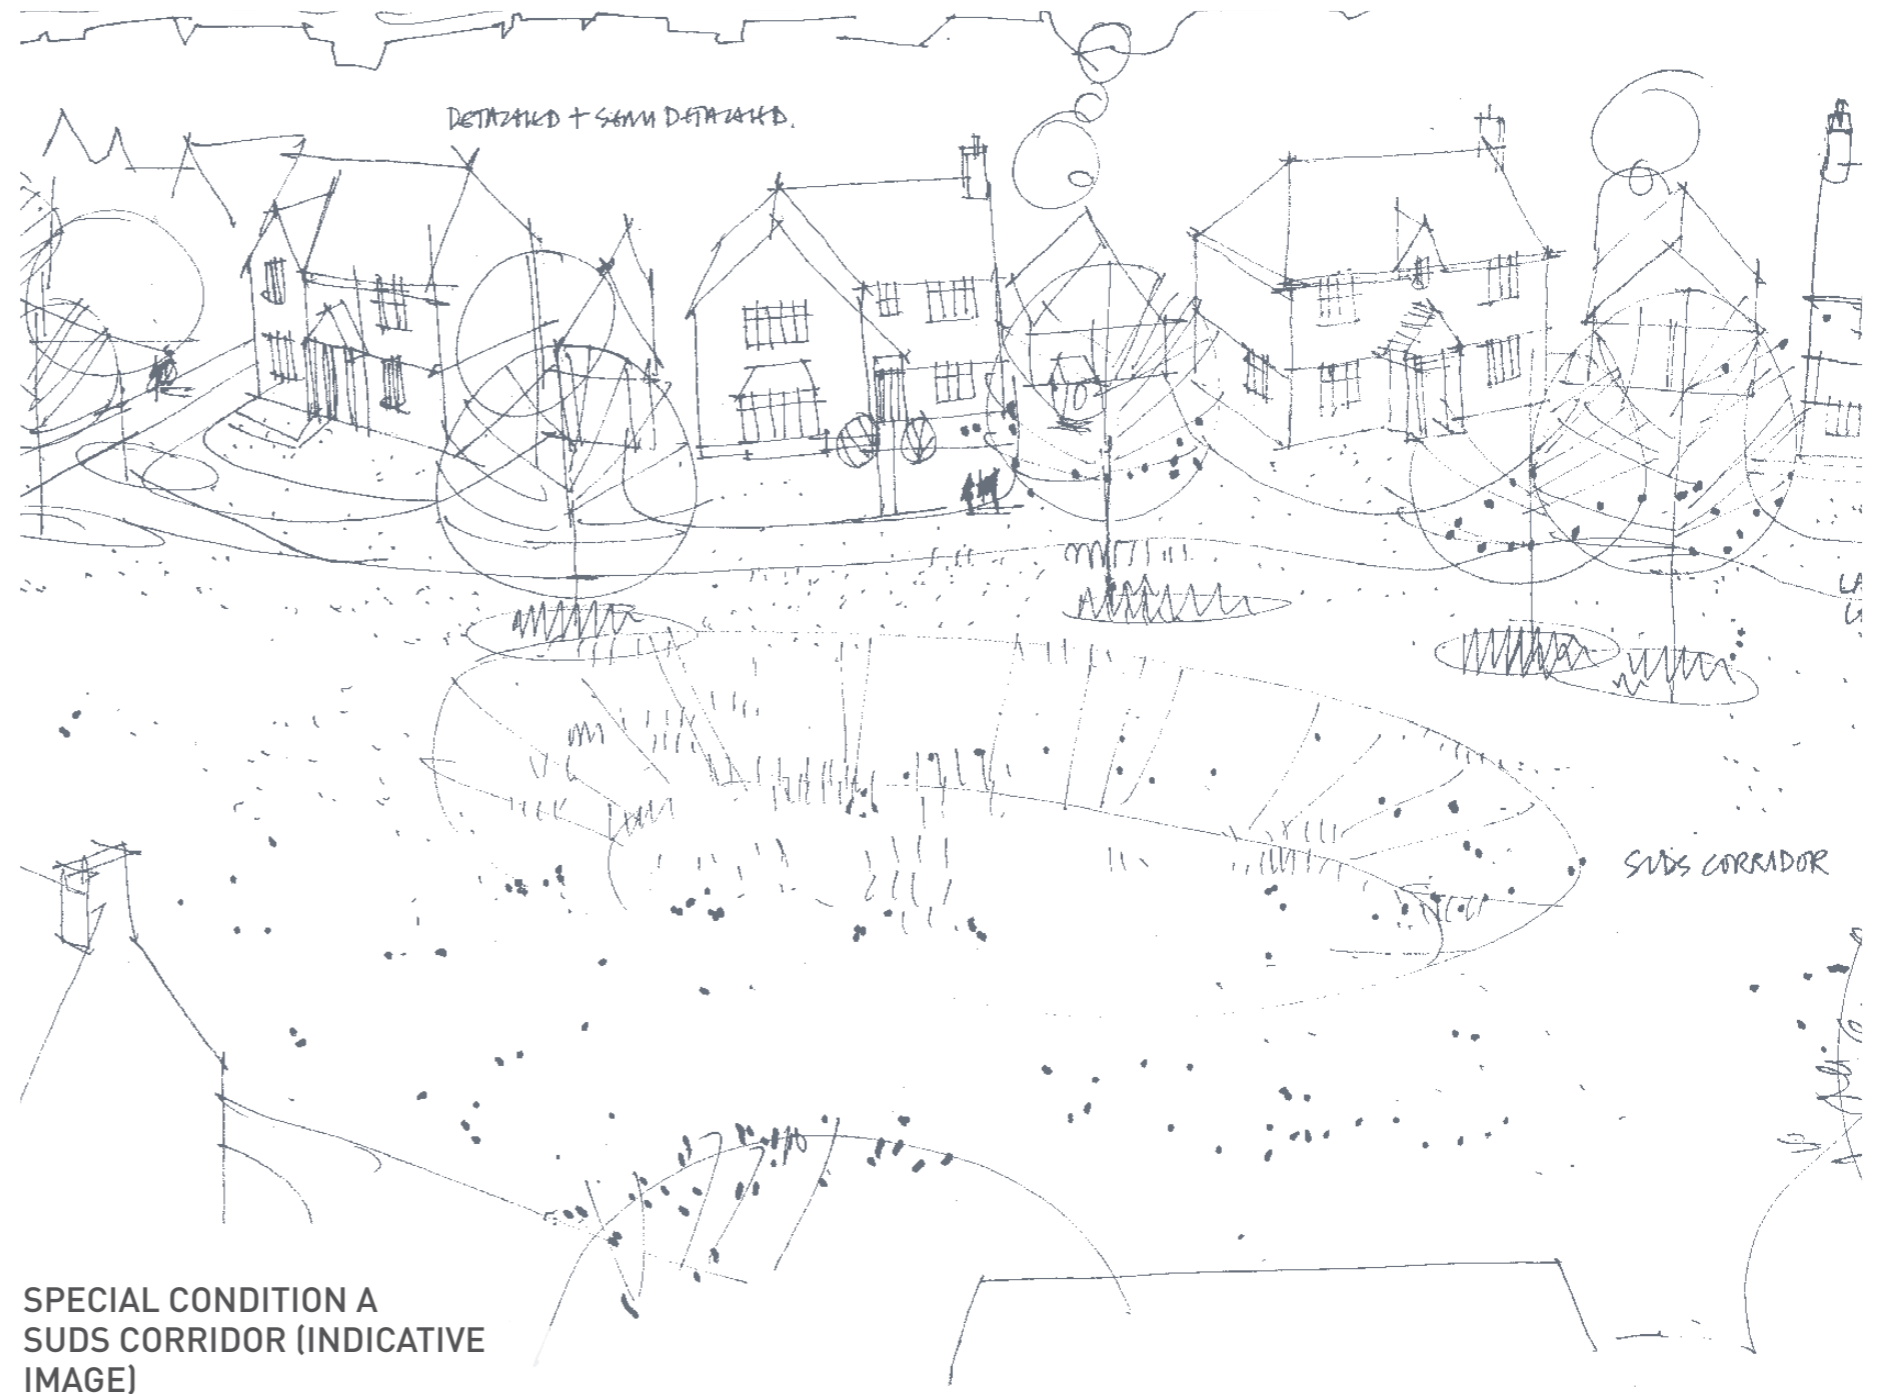 DETACHED + SEMI DETACHED.
SUDS CORRIDOR
SPECIAL CONDITION A
SUDS CORRIDOR (INDICATIVE
IMAGE)